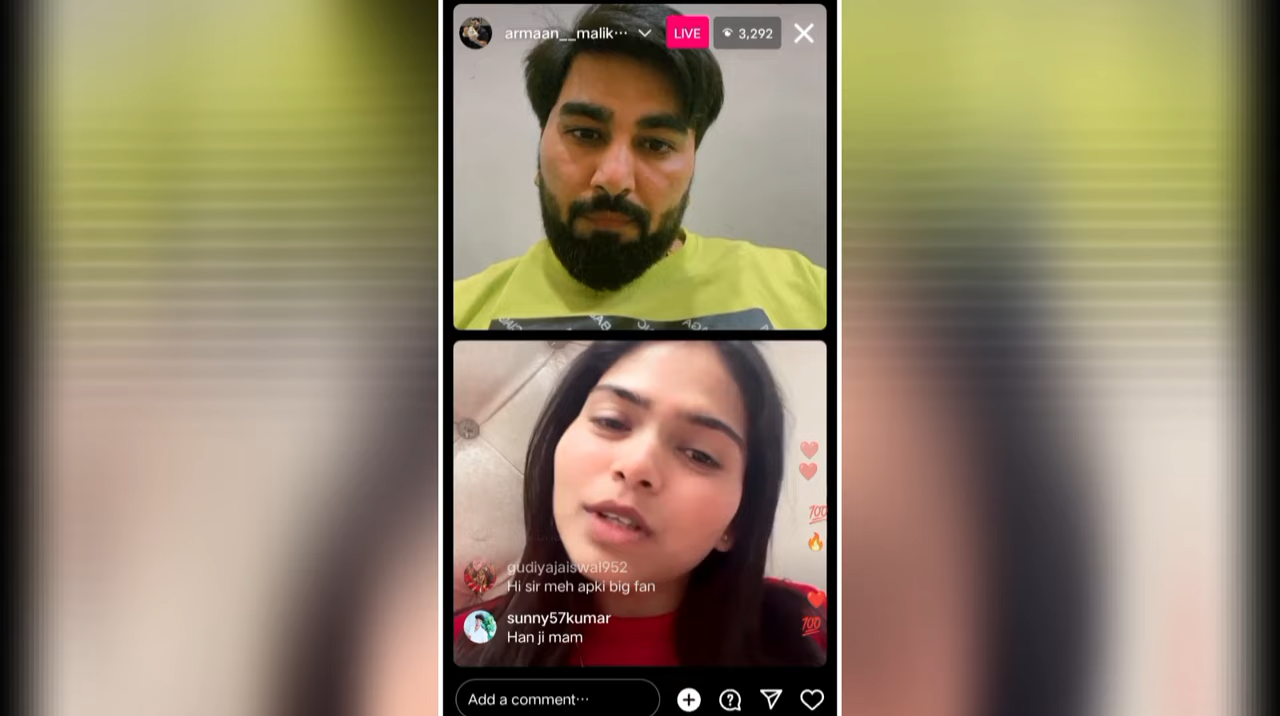 armaan__malik···
LIVE
3,292
gudiyajaiswal952
Hi sir meh apki big fan
sunny57kumar
Han ji mam
Add a comment···